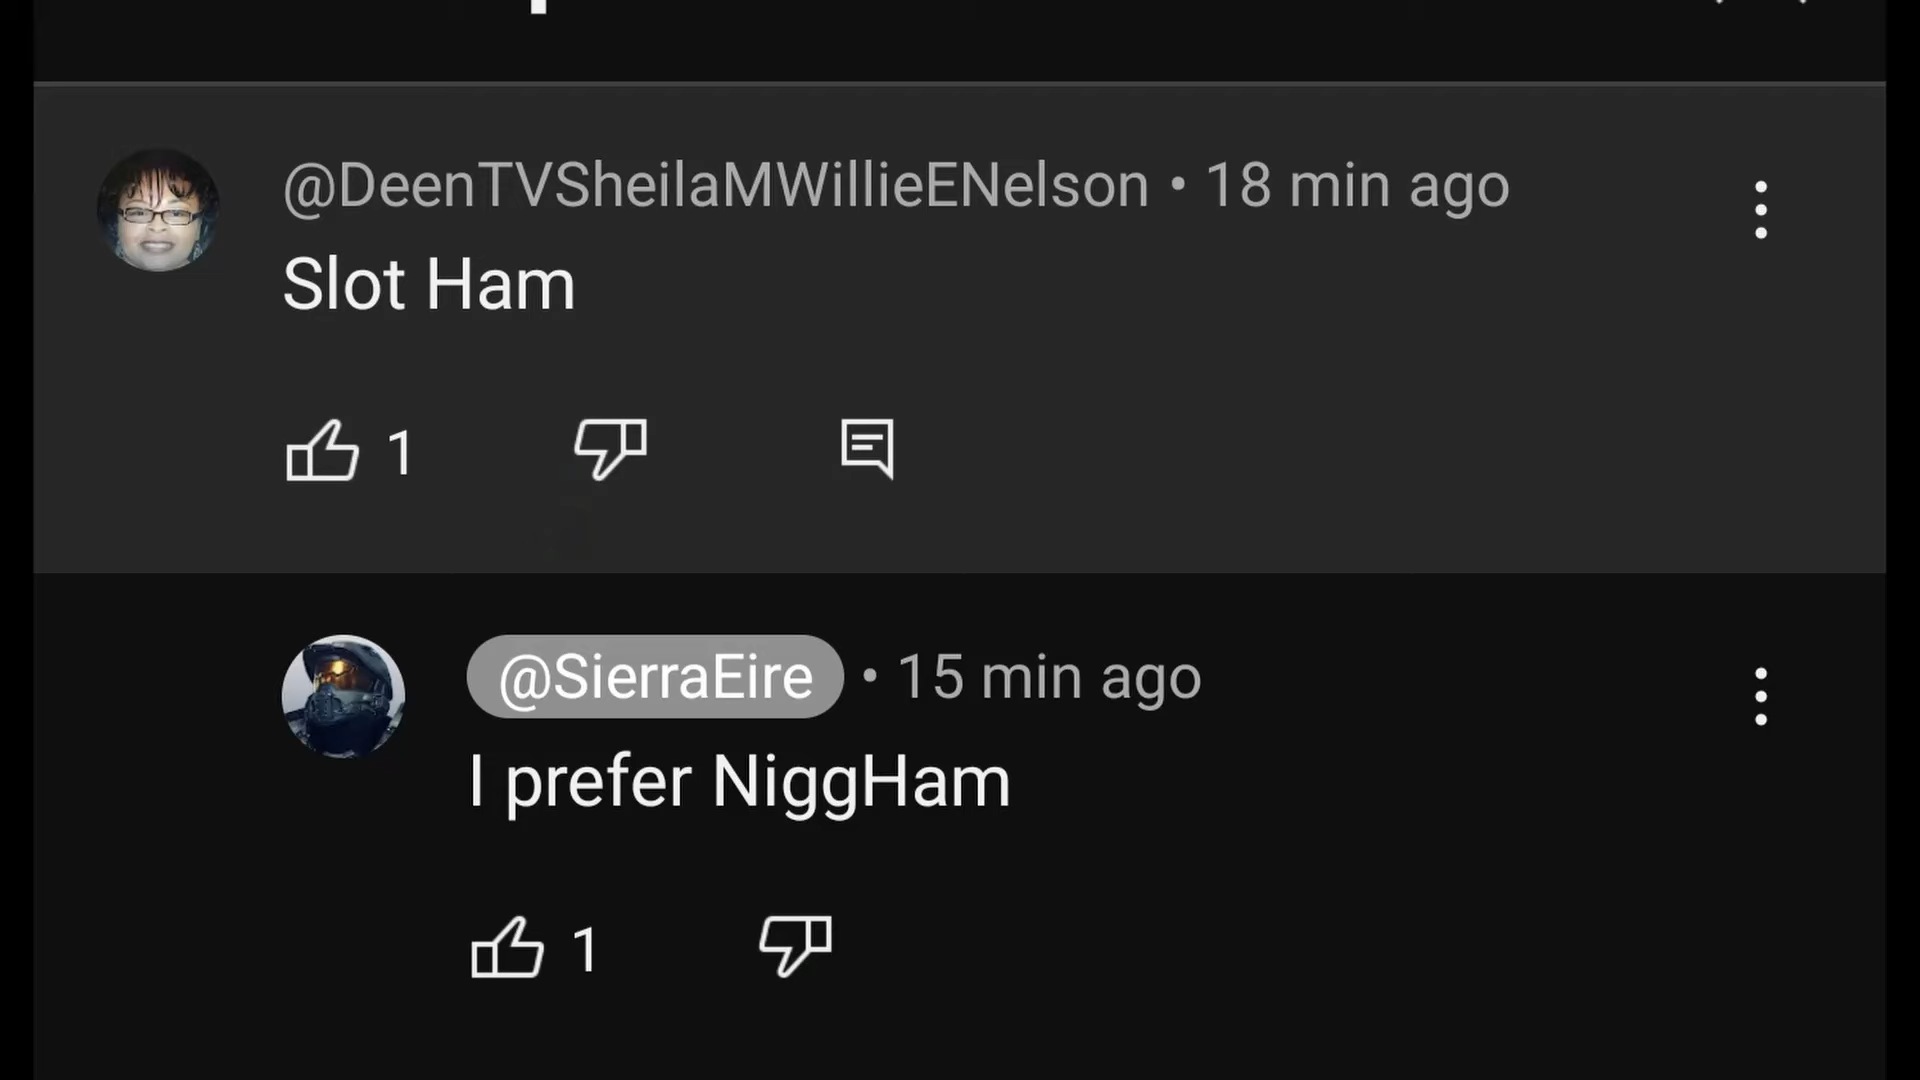 @DeenTVSheilaMWillieENelson • 18 min ago
Slot Ham
1
@SierraEire • 15 min ago
I prefer NiggHam
1